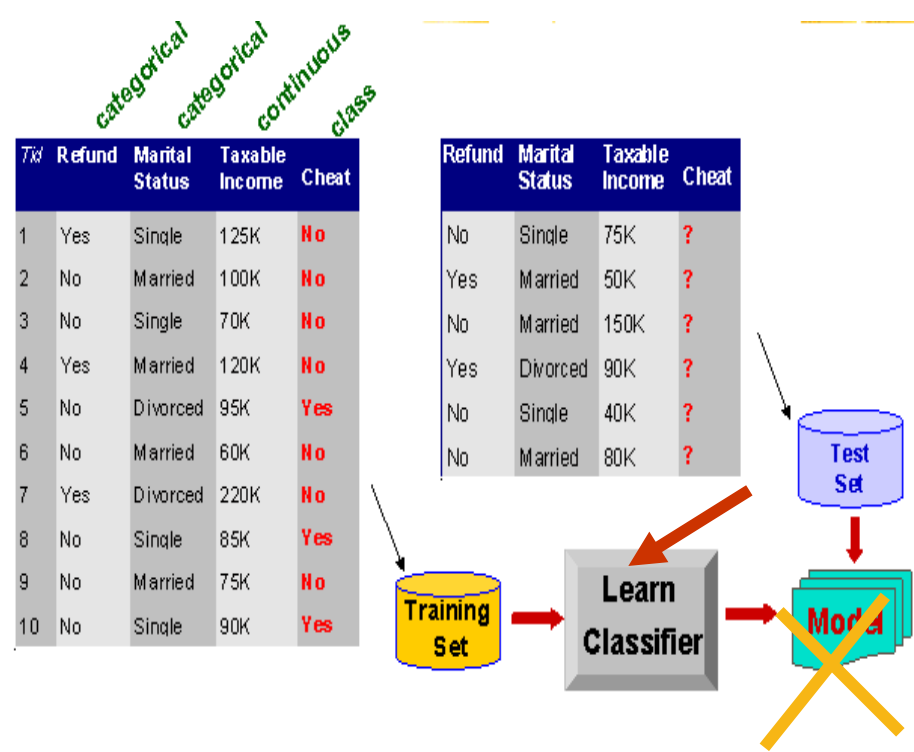 categorical categorical continuous class
Tid Refund Marital Status Taxable Income Cheat
1 Yes Single 125K No
2 No Married 100K No
3 No Single 70K No
4 Yes Married 120K No
5 No Divorced 95K Yes
6 No Married 60K No
7 Yes Divorced 220K No
8 No Single 85K Yes
9 No Married 75K No
10 No Single 90K Yes
Refund Marital Status Taxable Income Cheat
No Single 75K ?
Yes Married 50K ?
No Married 150K ?
Yes Divorced 90K ?
No Single 40K ?
No Married 80K ?
Test
Set
Training
Set
Learn
Classifier
Model